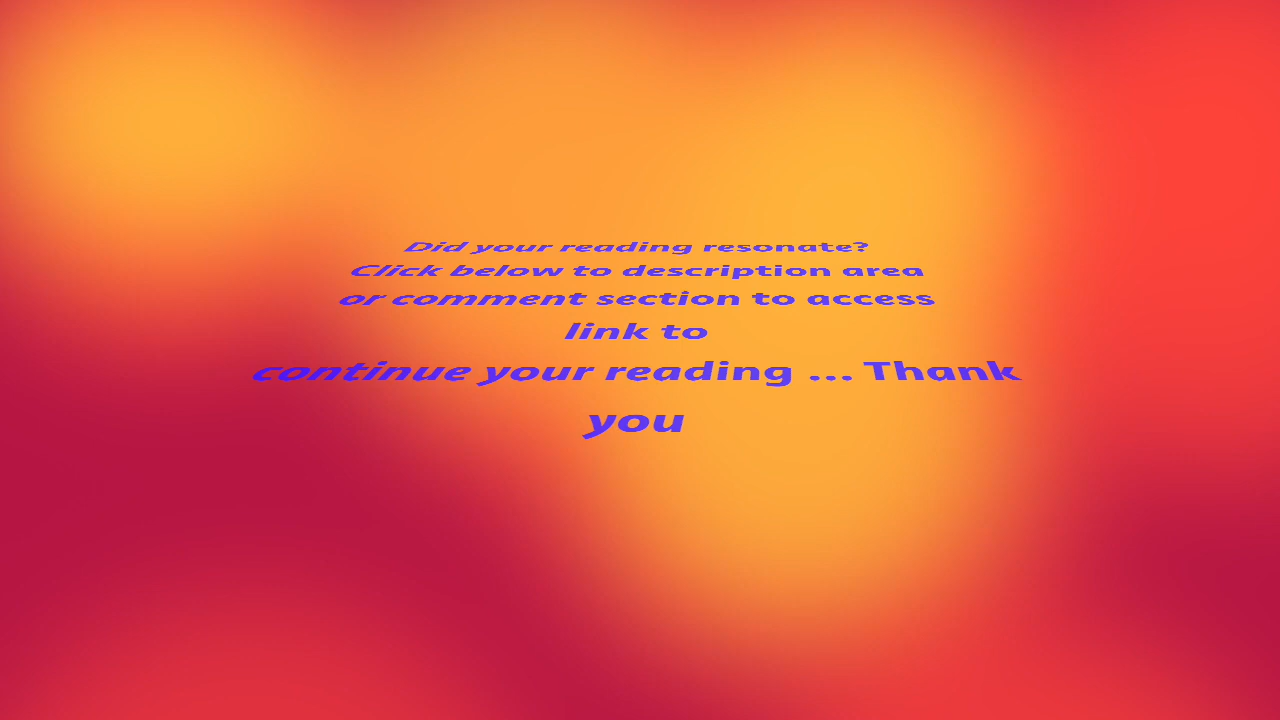 Did your reading resonate?
Click below to description area
or comment section to access
link to
continue your reading ... Thank
you